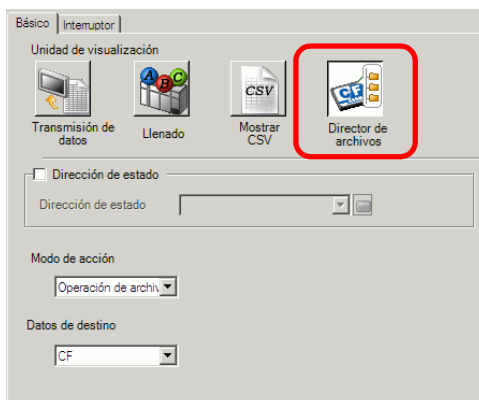 Básico Interruptor
Unidad de visualización
A B C
CSV
CF
Transmisión de
datos
Llenado
Mostrar
CSV
Director de
archivos
Dirección de estado
Dirección de estado
Modo de acción
Operación de archiv
Datos de destino
CF